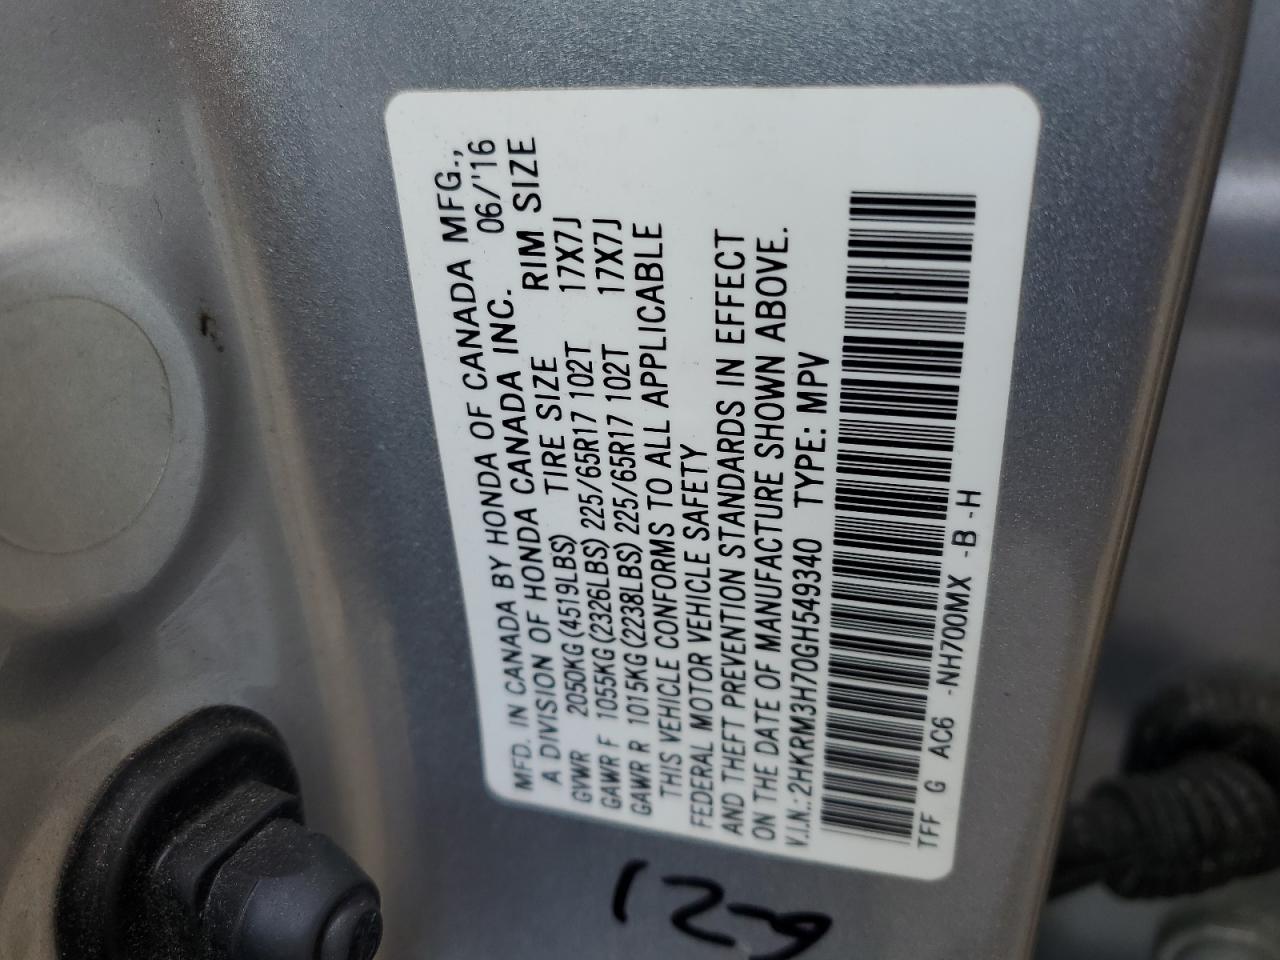 MFD. IN CANADA BY HONDA OF CANADA MFG.,
A DIVISION OF HONDA CANADA INC. 06/'16
GVWR 2050KG(4519LBS) TIRE SIZE RIM SIZE
GAWR F 1055KG(2326LBS) 225/65R17 102T 17X7J
GAWR R 1015KG(2238LBS) 225/65R17 102T 17X7J
THIS VEHICLE CONFORMS TO ALL APPLICABLE
FEDERAL MOTOR VEHICLE SAFETY
AND THEFT PREVENTION STANDARDS IN EFFECT
ON THE DATE OF MANUFACTURE SHOWN ABOVE.
V.I.N.:2HKRM3H70GH549340 TYPE:MPV
TFF G AC6 -NH700MX -B -H